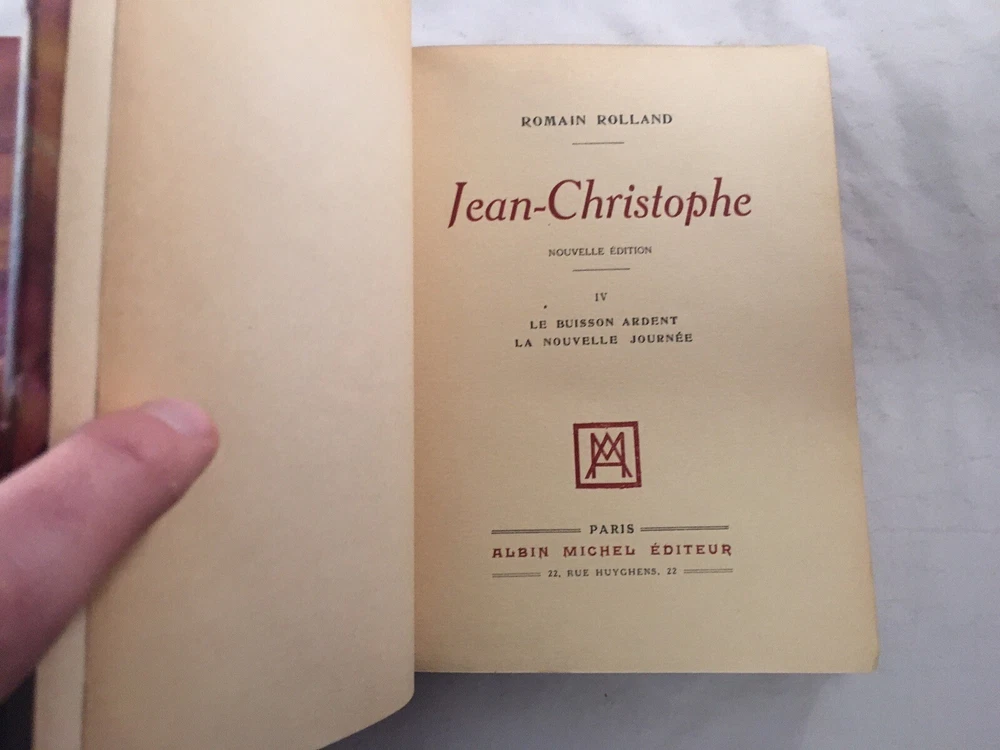 ROMAIN ROLLAND
Jean-Christophe
NOUVELLE ÉDITION
IV
LE BUISSON ARDENT
LA NOUVELLE JOURNÉE
AM
PARIS
ALBIN MICHEL ÉDITEUR
22, RUE HUYGHENS, 22